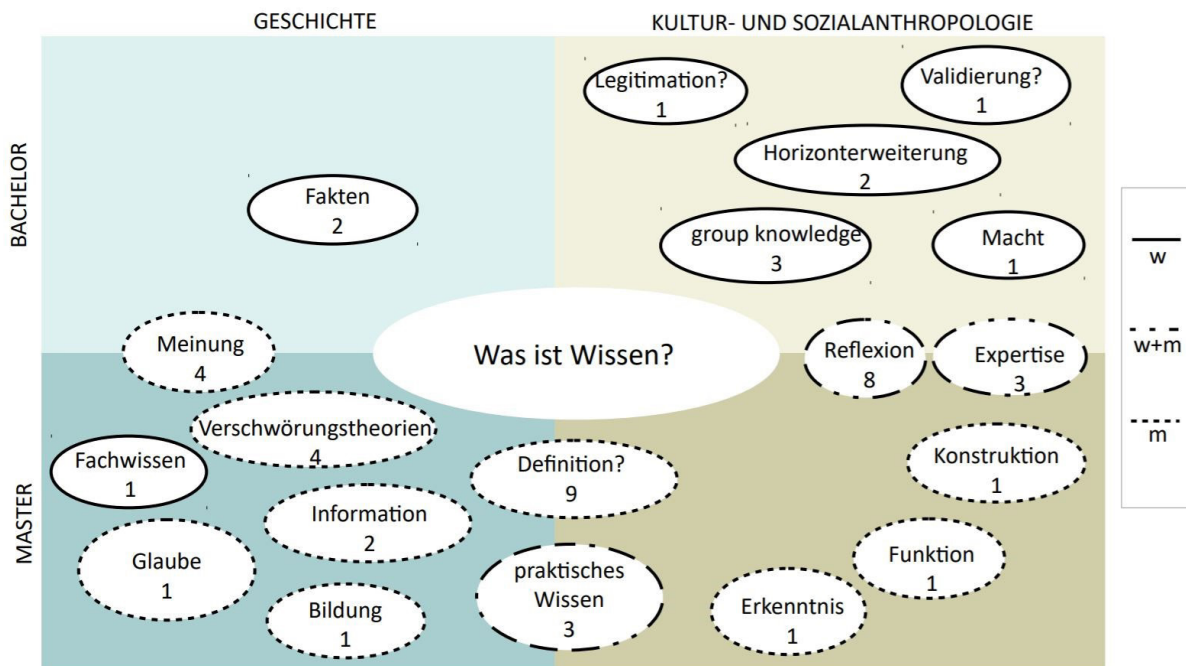 GESCHICHTE
KULTUR- UND SOZIALANTHROPOLOGIE
BACHELOR
MASTER
Legitimation?
1
Validierung?
1
Horizonterweiterung
2
Fakten
2
group knowledge
3
Macht
1
Meinung
4
Was ist Wissen?
Reflexion
8
Expertise
3
Verschwörungstheorien
4
Fachwissen
1
Definition?
9
Konstruktion
1
Information
2
Glaube
1
Funktion
1
praktisches
Wissen
3
Bildung
1
Erkenntnis
1
w
w+m
m